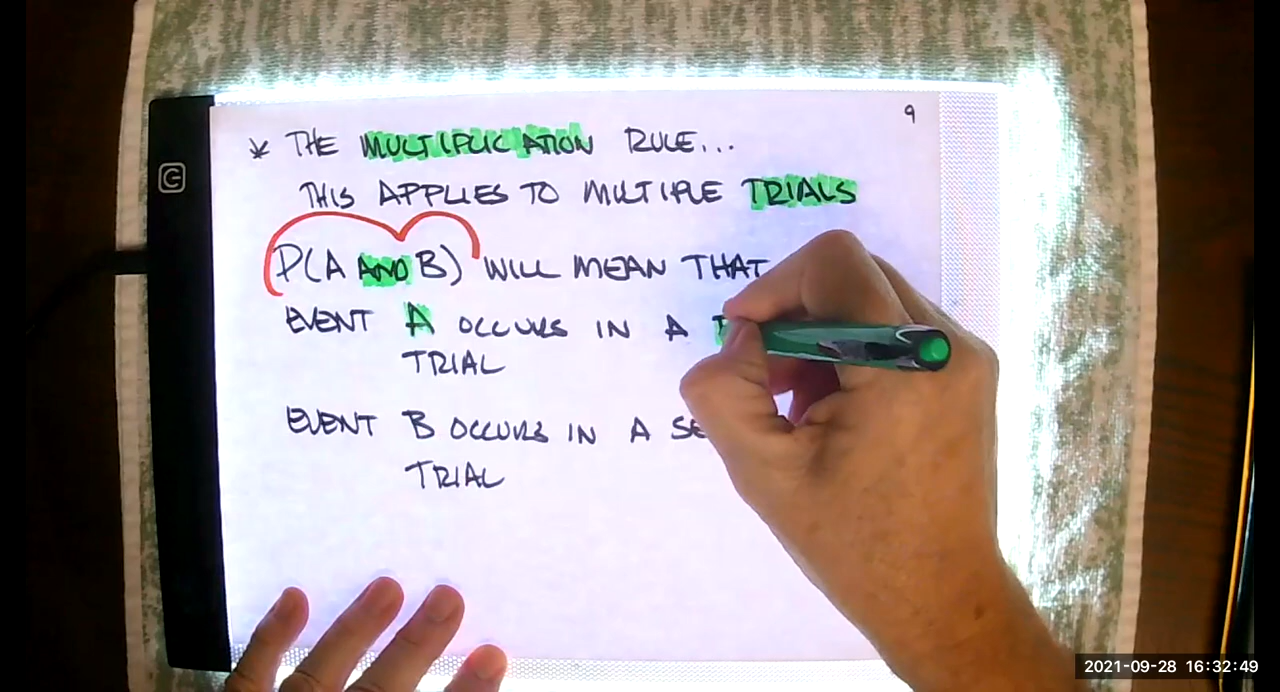 9
* THE MULTIPLICATION RULE...
THIS APPLIES TO MULTIPLE TRIALS
P(A AND B) WILL MEAN THAT
EVENT A OCCURS IN A
TRIAL
EVENT B OCCURS IN A SE
TRIAL
2021-09-28 16:32:49